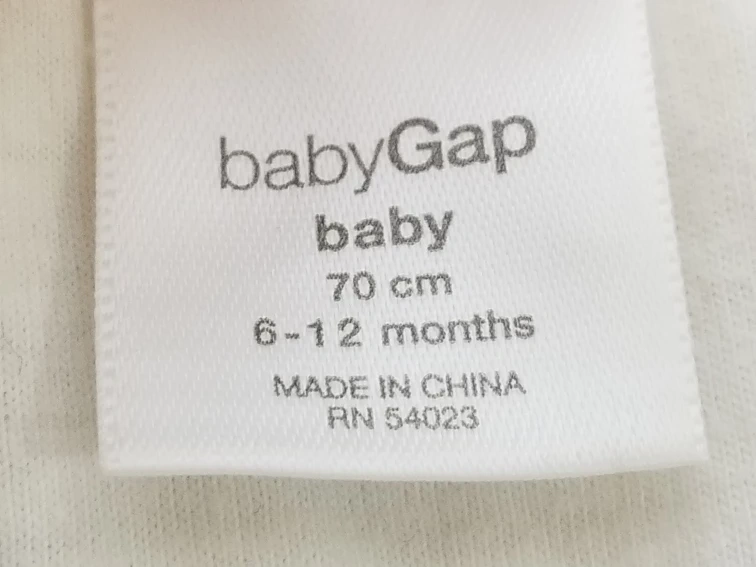 babyGap
baby
70 cm
6-12 months
MADE IN CHINA
RN 54023